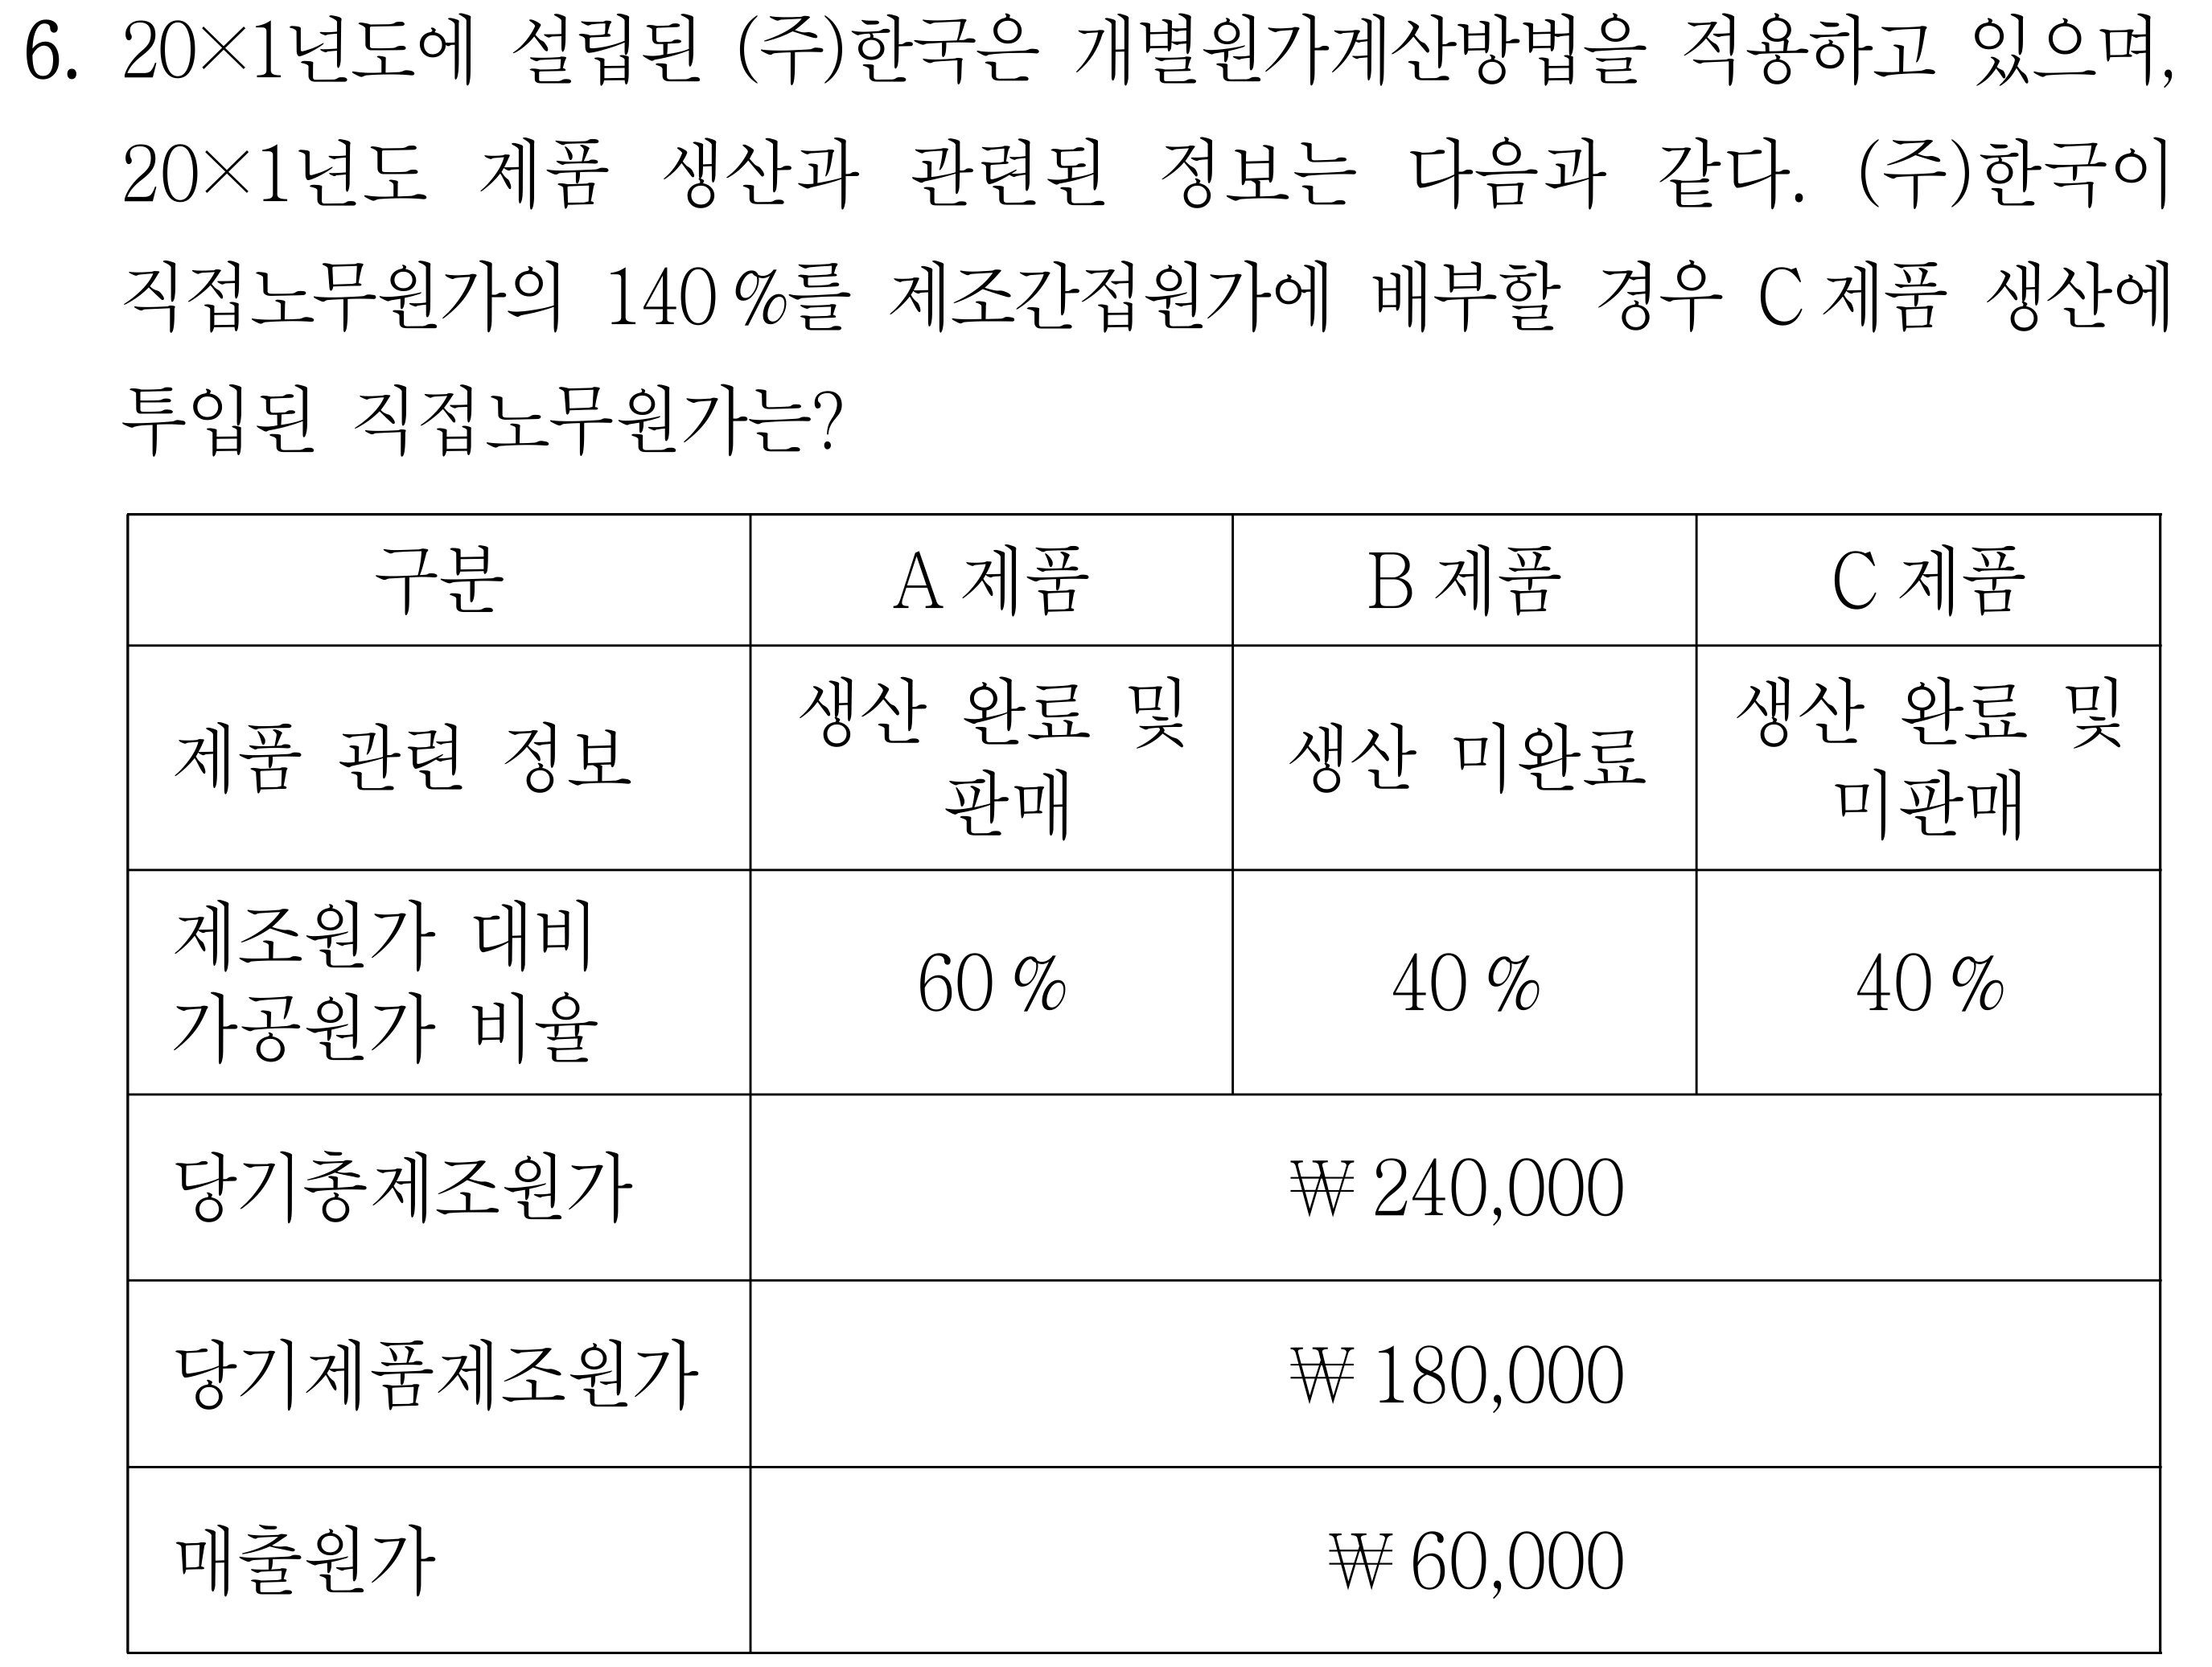 6. 20×1년도에 설립된 (주)한국은 개별원가계산방법을 적용하고 있으며,
20×1년도 제품 생산과 관련된 정보는 다음과 같다. (주)한국이
직접노무원가의 140 %를 제조간접원가에 배부할 경우 C 제품 생산에
투입된 직접노무원가는?
구분 A 제품 B 제품 C 제품
제품 관련 정보 생산 완료 및 판매 생산 미완료 생산 완료 및 미판매
제조원가 대비
가공원가 비율 60 % 40 % 40 %
당기총제조원가 ₩ 240,000
당기제품제조원가 ₩ 180,000
매출원가 ₩ 60,000